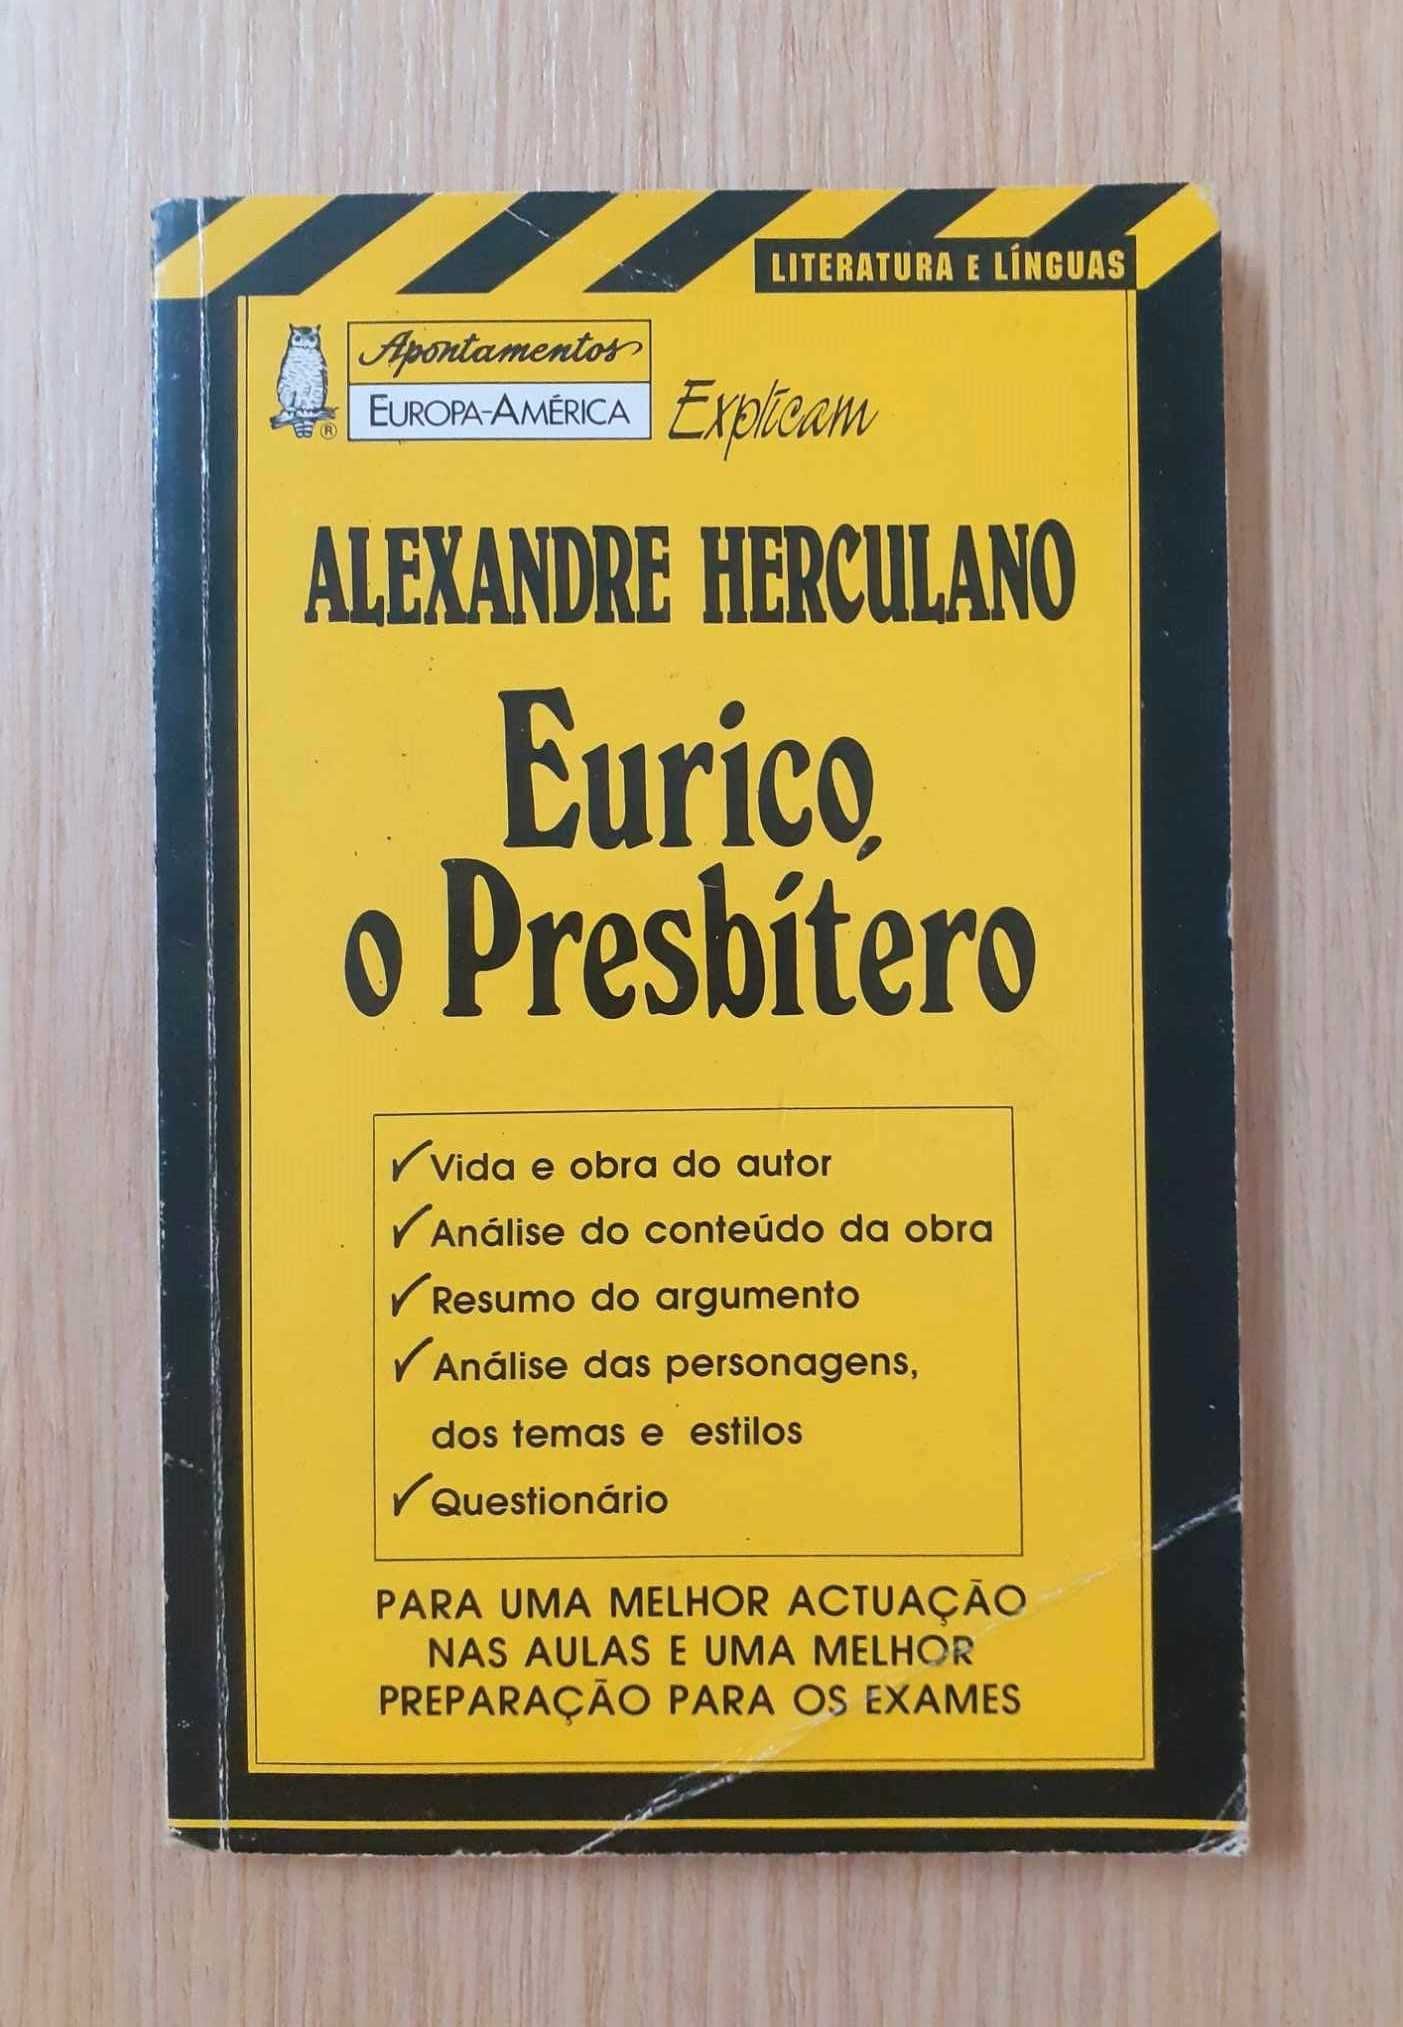 LITERATURA E LÍNGUAS
Apontamentos
EUROPA-AMÉRICA
Explicam
®
ALEXANDRE HERCULANO
Eurico,
o Presbítero
✓Vida e obra do autor
✓Análise do conteúdo da obra
✓Resumo do argumento
✓Análise das personagens,
dos temas e estilos
✓Questionário
PARA UMA MELHOR ACTUAÇÃO
NAS AULAS E UMA MELHOR
PREPARAÇÃO PARA OS EXAMES